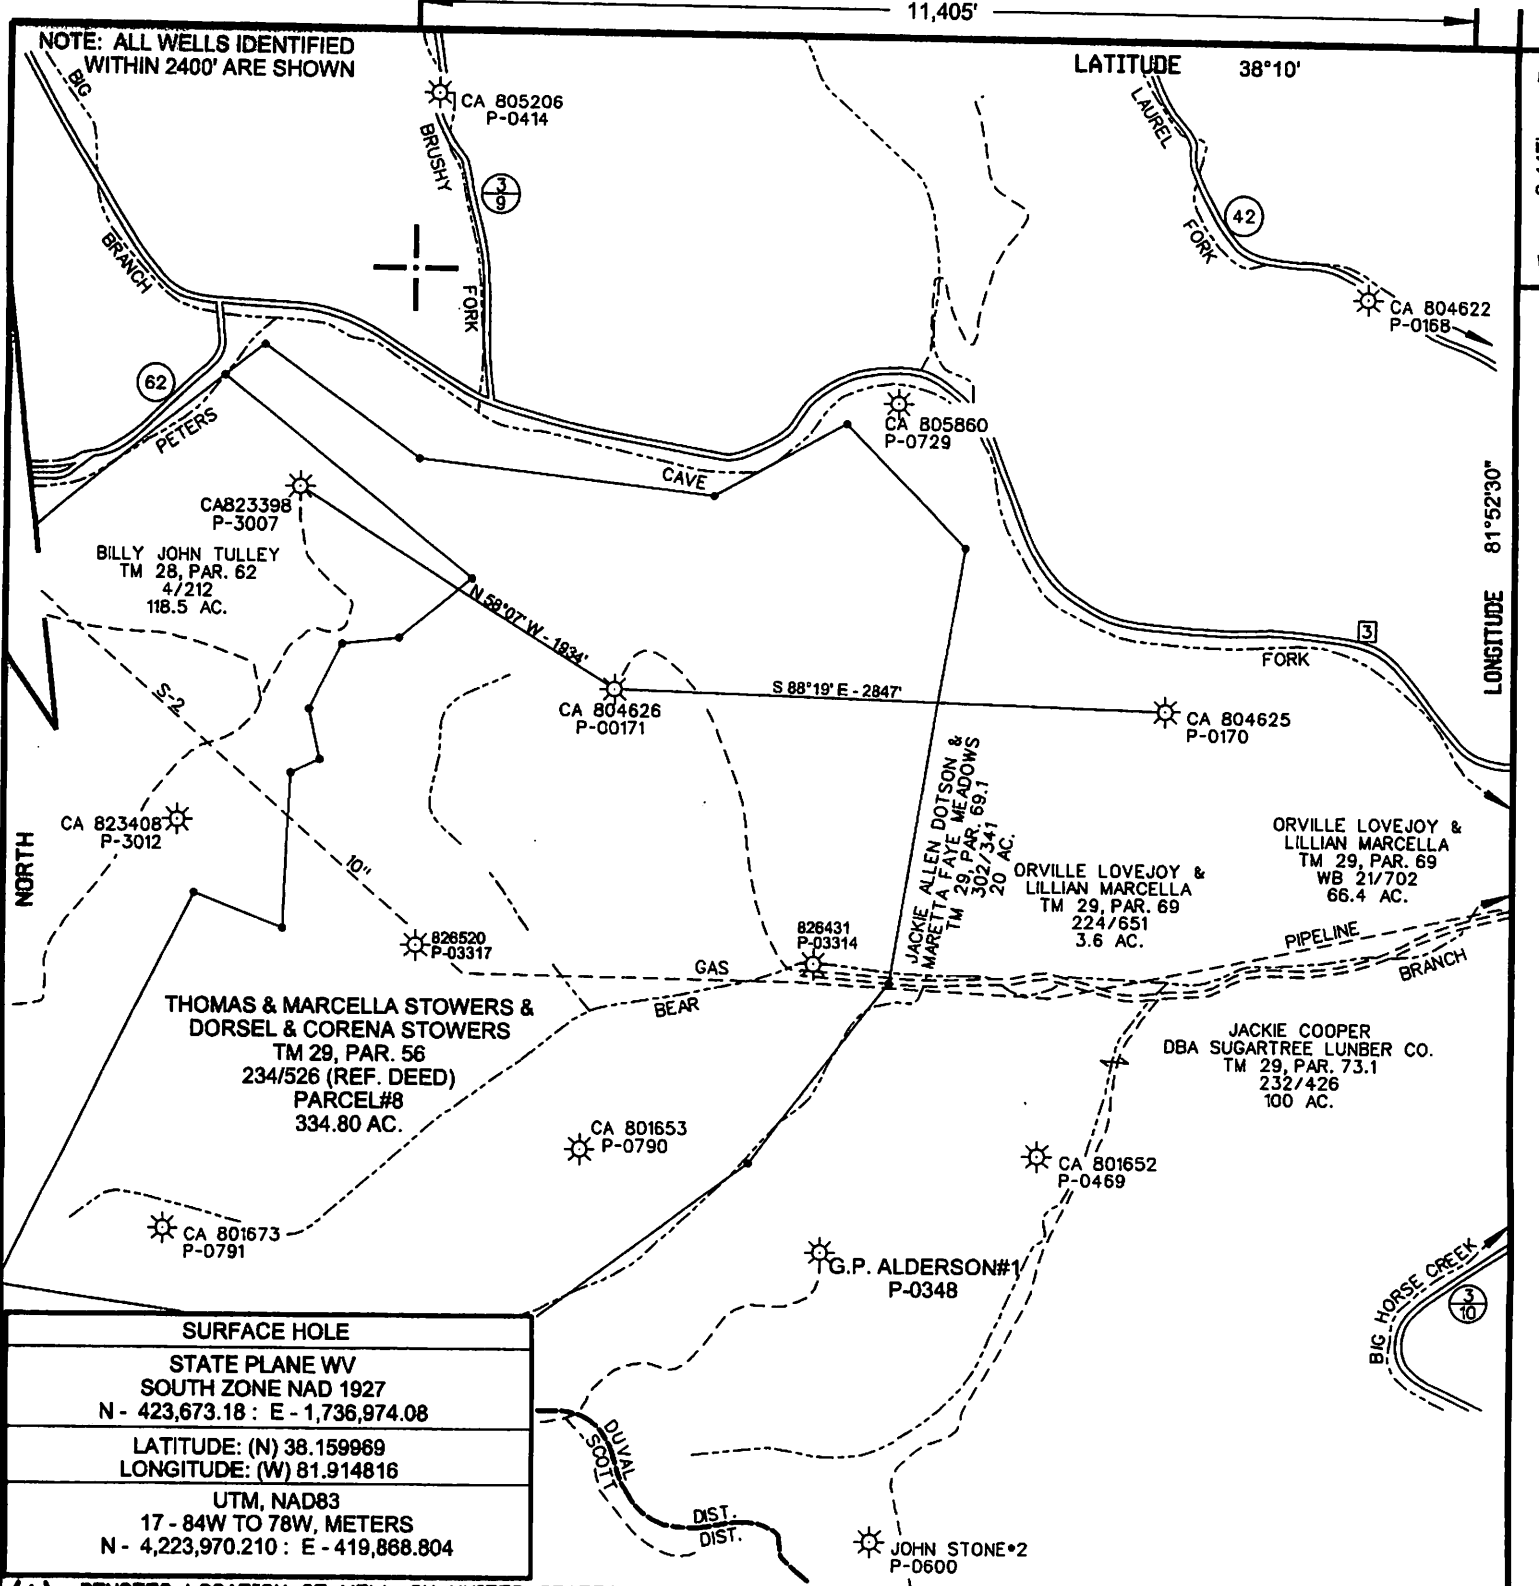 11,405'
NOTE: ALL WELLS IDENTIFIED
WITHIN 2400' ARE SHOWN
LATITUDE 38°10'
BIG
BRANCH
CA 805206
P-0414
BRUSHY
FORK
3
9
LAUREL
FORK
42
CA 804622
P-0168
62
PETERS
CA 805860
P-0729
CAVE
CA823398
P-3007
LONGITUDE 81°52'30"
BILLY JOHN TULLEY
TM 28, PAR. 62
4/212
118.5 AC.
N 58°07' W - 1934'
3
FORK
S 88°19' E - 2847'
CA 804626
P-00171
CA 804625
P-0170
S-2
10"
CA 823408
P-3012
NORTH
JACKIE ALLEN DOTSON &
MARETTA FAYE MEADOWS
TM 29, PAR. 69.1
302/341
20 AC.
ORVILLE LOVEJOY &
LILLIAN MARCELLA
TM 29, PAR. 69
WB 21/702
66.4 AC.
ORVILLE LOVEJOY &
LILLIAN MARCELLA
TM 29, PAR. 69
224/651
3.6 AC.
826520
P-03317
826431
P-03314
GAS
PIPELINE
BEAR
BRANCH
THOMAS & MARCELLA STOWERS &
DORSEL & CORENA STOWERS
TM 29, PAR. 56
234/526 (REF. DEED)
PARCEL#8
334.80 AC.
JACKIE COOPER
DBA SUGARTREE LUNBER CO.
TM 29, PAR. 73.1
232/426
100 AC.
4
CA 801653
P-0790
CA 801652
P-0469
CA 801673
P-0791
G.P. ALDERSON#1
P-0348
BIG HORSE CREEK
3
10
SURFACE HOLE
STATE PLANE WV
SOUTH ZONE NAD 1927
N - 423,673.18 : E - 1,736,974.08
LATITUDE: (N) 38.159969
LONGITUDE: (W) 81.914816
UTM, NAD83
17 - 84W TO 78W, METERS
N - 4,223,970.210 : E - 419,868.804
DUVAL
SCOTT
DIST.
DIST.
JOHN STONE#2
P-0600